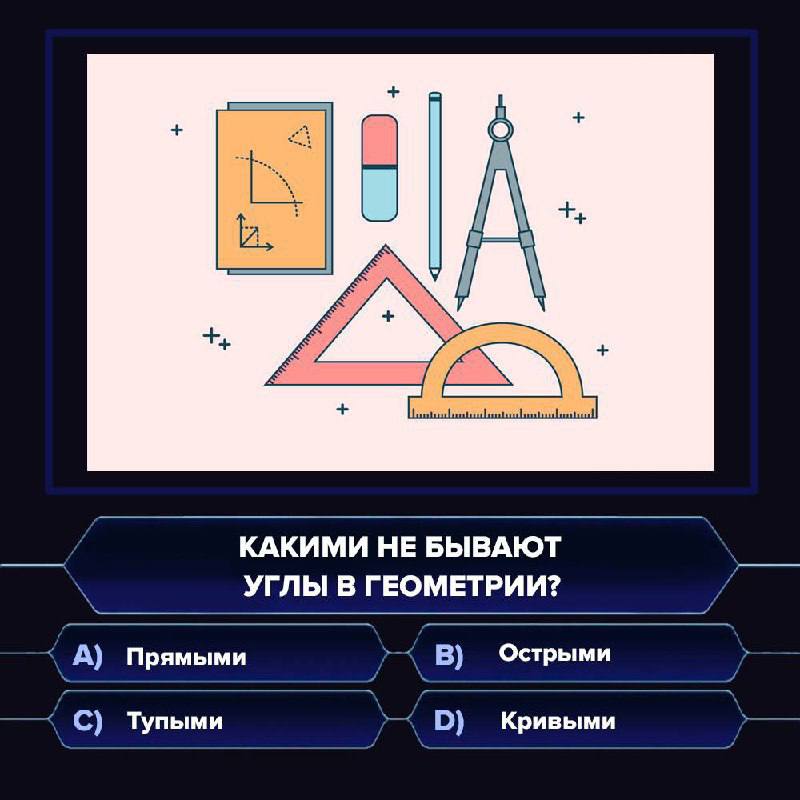 КАКИМИ НЕ БЫВАЮТ
УГЛЫ В ГЕОМЕТРИИ?
A) Прямыми
B) Острыми
C) Тупыми
D) Кривыми